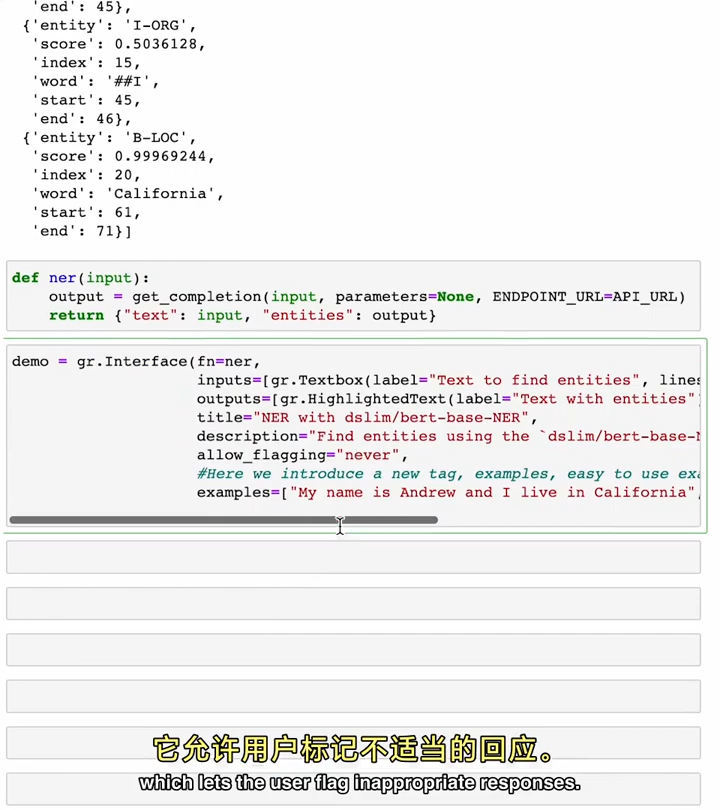 'end': 45},
{'entity': 'I-ORG',
'score': 0.5036128,
'index': 15,
'word': '##I',
'start': 45,
'end': 46},
{'entity': 'B-LOC',
'score': 0.99969244,
'index': 20,
'word': 'California',
'start': 61,
'end': 71}]
def ner(input):
output = get_completion(input, parameters=None, ENDPOINT_URL=API_URL)
return {"text": input, "entities": output}
demo = gr.Interface(fn=ner,
inputs=[gr.Textbox(label="Text to find entities", lines
outputs=[gr.HighlightedText(label="Text with entities"
title="NER with dslim/bert-base-NER",
description="Find entities using the `dslim/bert-base-N
allow_flagging="never",
#Here we introduce a new tag, examples, easy to use exa
examples=["My name is Andrew and I live in California",
它允许用户标记不适当的回应。
which lets the user flag inappropriate responses.